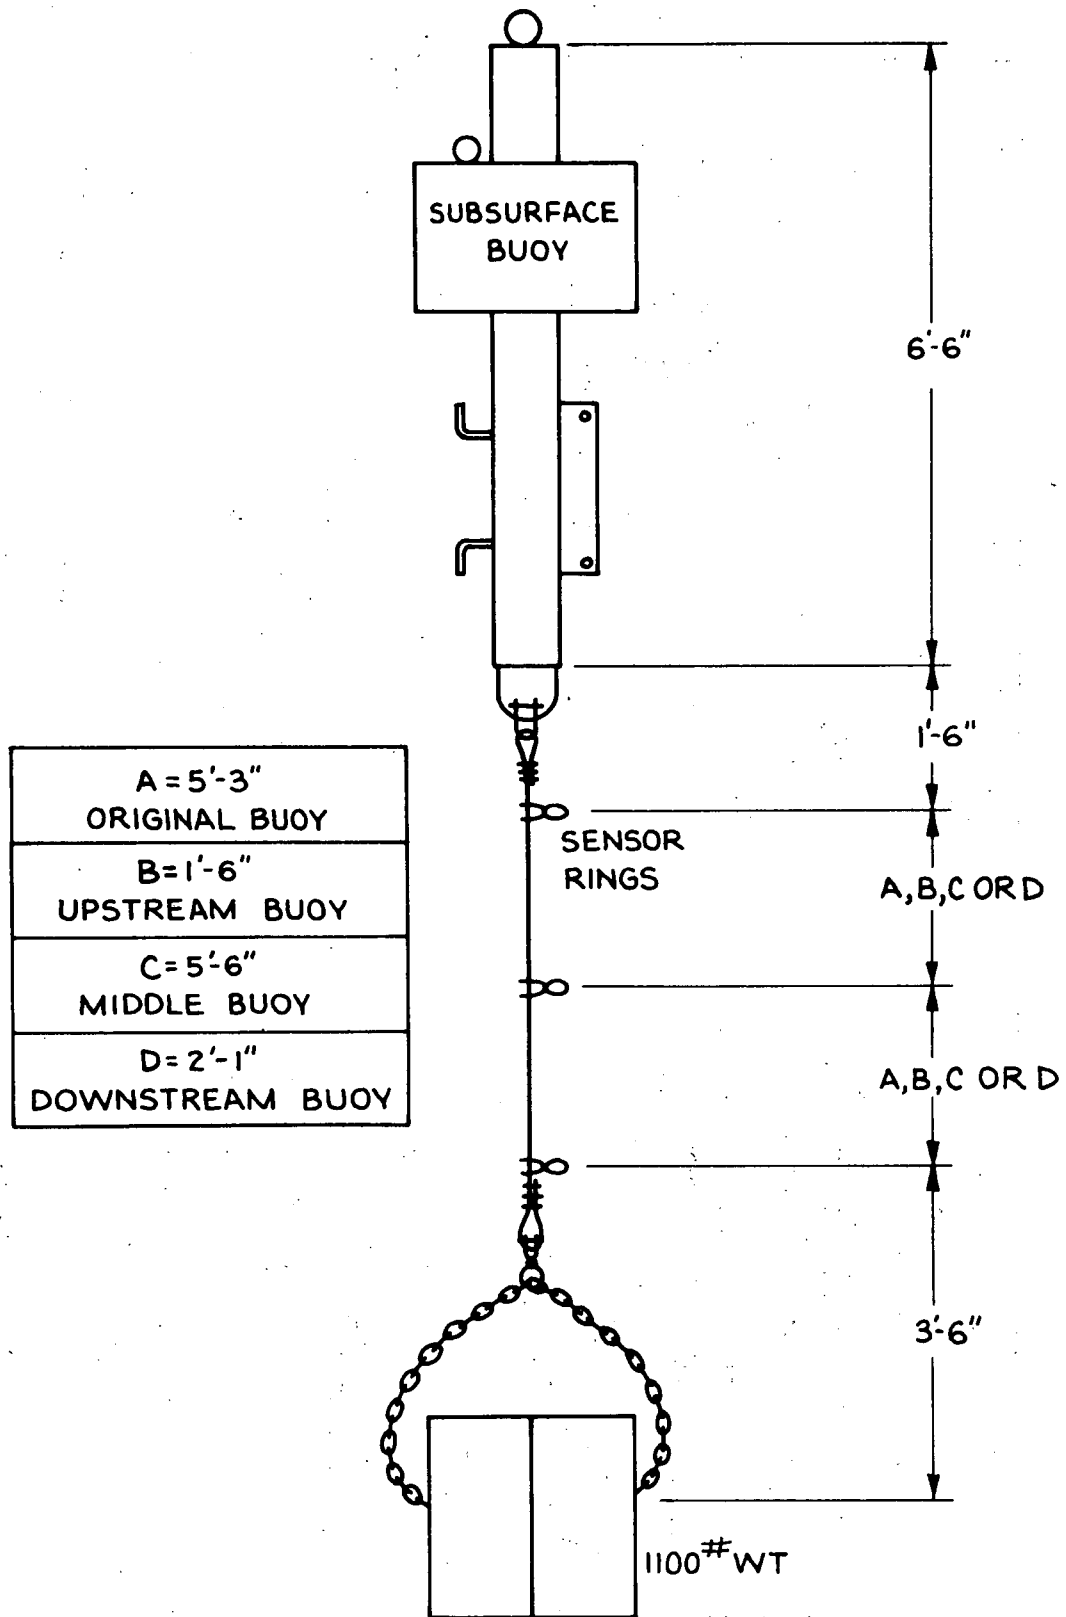 SUBSURFACE
BUOY
6'-6"
1'-6"
A = 5'-3"
ORIGINAL BUOY
B = 1'-6"
UPSTREAM BUOY
C = 5'-6"
MIDDLE BUOY
D = 2'-1"
DOWNSTREAM BUOY
SENSOR
RINGS
A, B, C OR D
A, B, C OR D
3'-6"
1100# WT